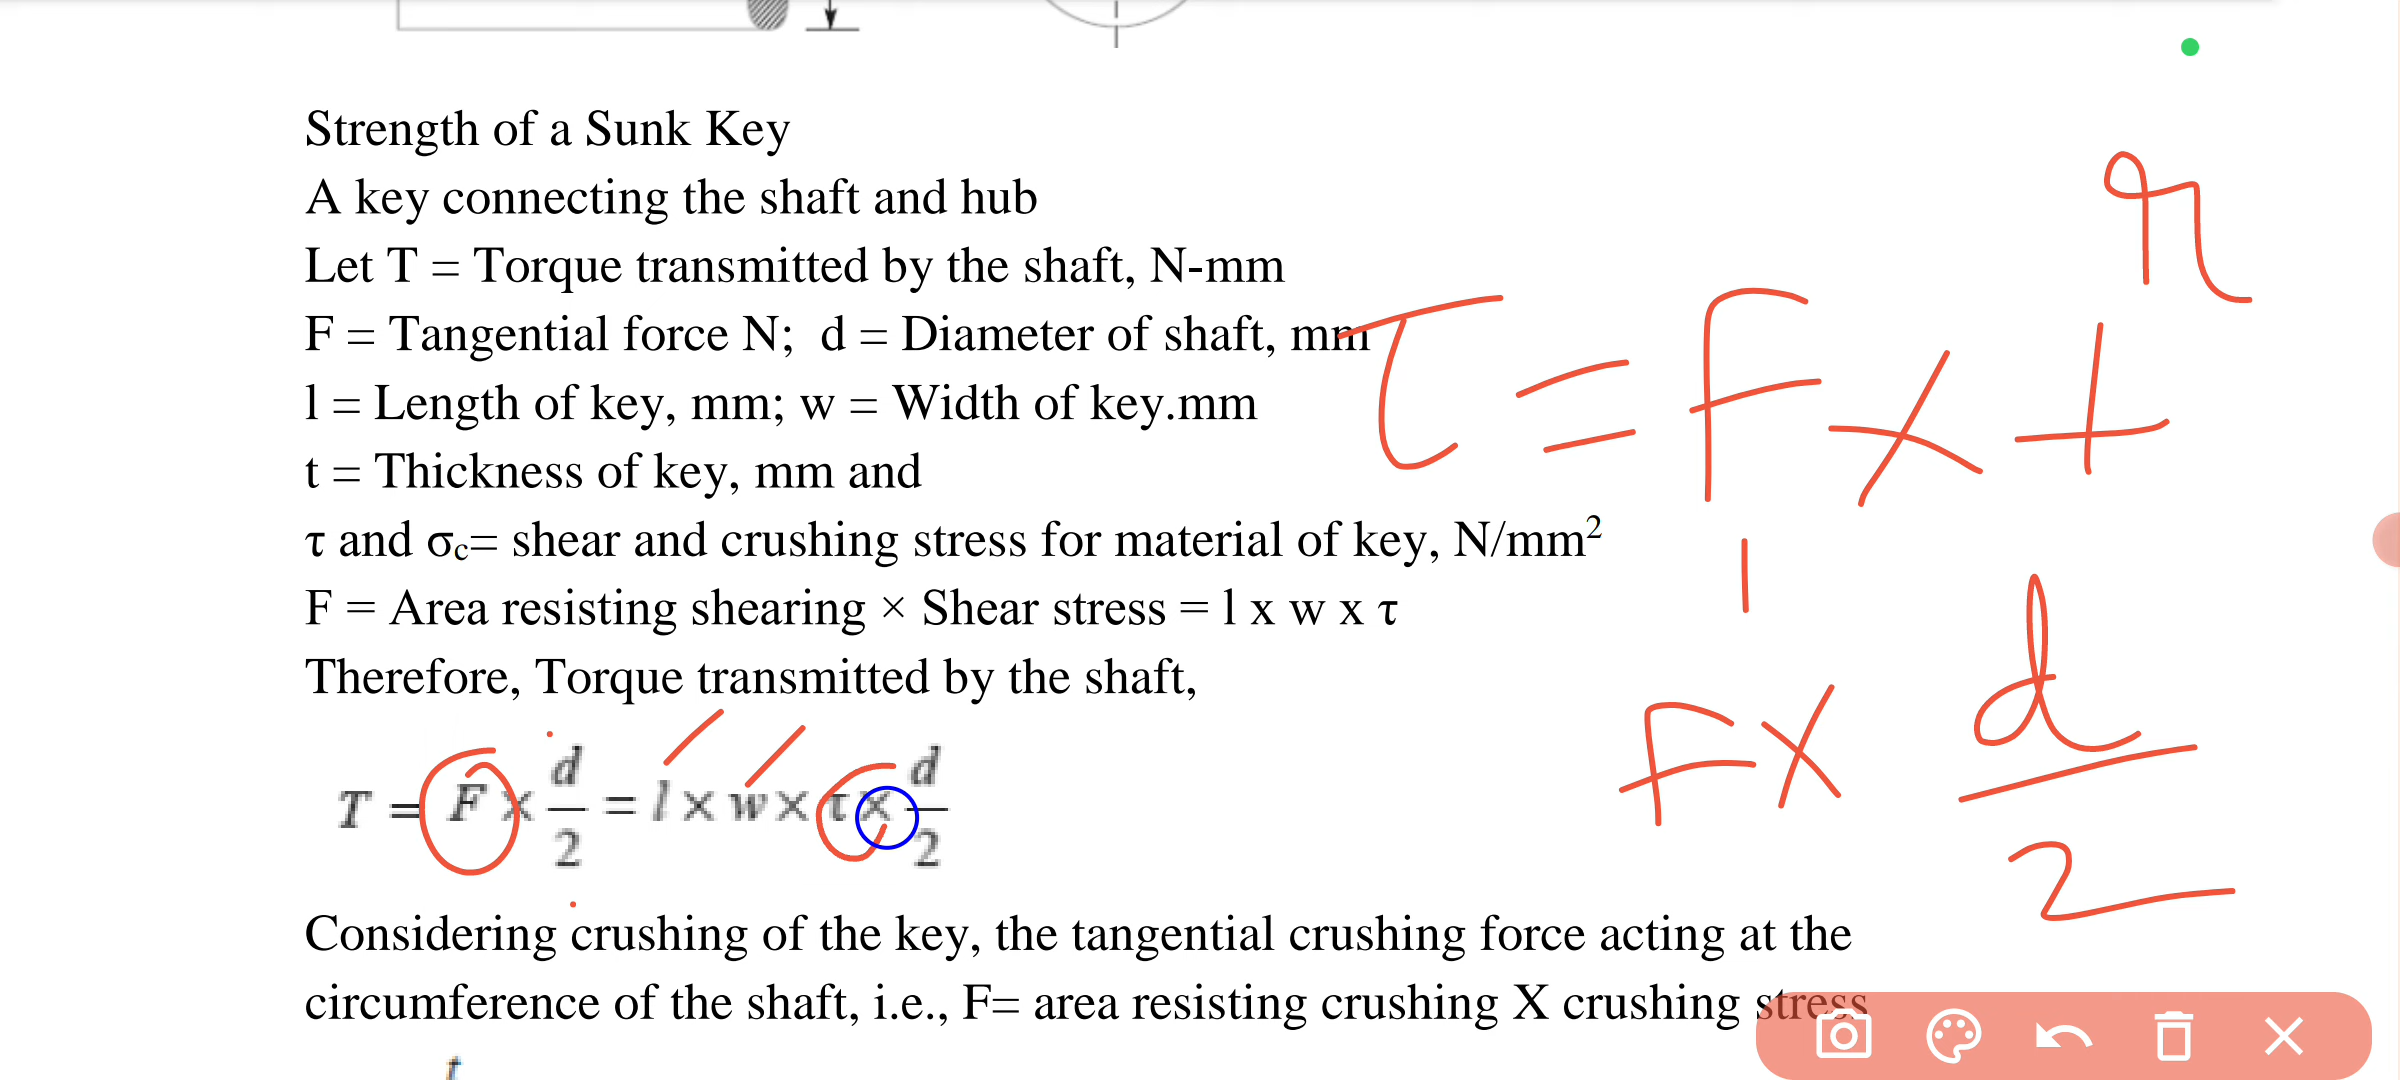 Strength of a Sunk Key
A key connecting the shaft and hub
Let T = Torque transmitted by the shaft, N-mm
F = Tangential force N; d = Diameter of shaft, mm
l = Length of key, mm; w = Width of key.mm
t = Thickness of key, mm and
τ and σc= shear and crushing stress for material of key, N/mm²
F = Area resisting shearing × Shear stress = l x w x τ
Therefore, Torque transmitted by the shaft,
T = F × d/2 = l × w × τ × d/2
Considering crushing of the key, the tangential crushing force acting at the
circumference of the shaft, i.e., F= area resisting crushing X crushing stress
t
τ = F x
F x d/2